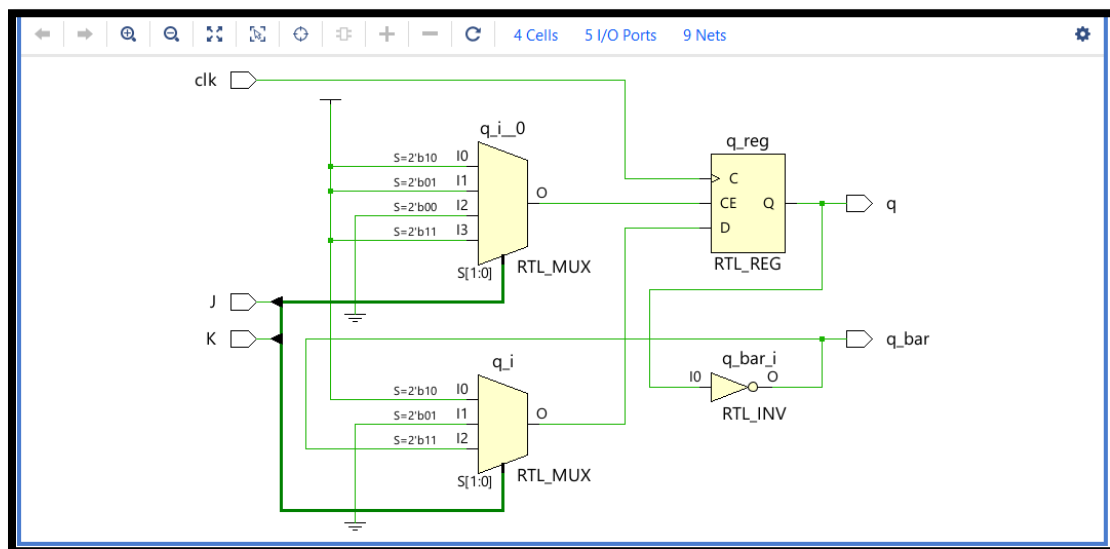 4 Cells 5 I/O Ports 9 Nets
clk
q_i__0
S=2'b10 I0
S=2'b01 I1
S=2'b00 I2
S=2'b11 I3
O
S[1:0]
RTL_MUX
q_reg
C
CE Q
D
RTL_REG
q
J
K
q_i
S=2'b10 I0
S=2'b01 I1
S=2'b11 I2
O
S[1:0]
RTL_MUX
q_bar_i
I0 O
RTL_INV
q_bar